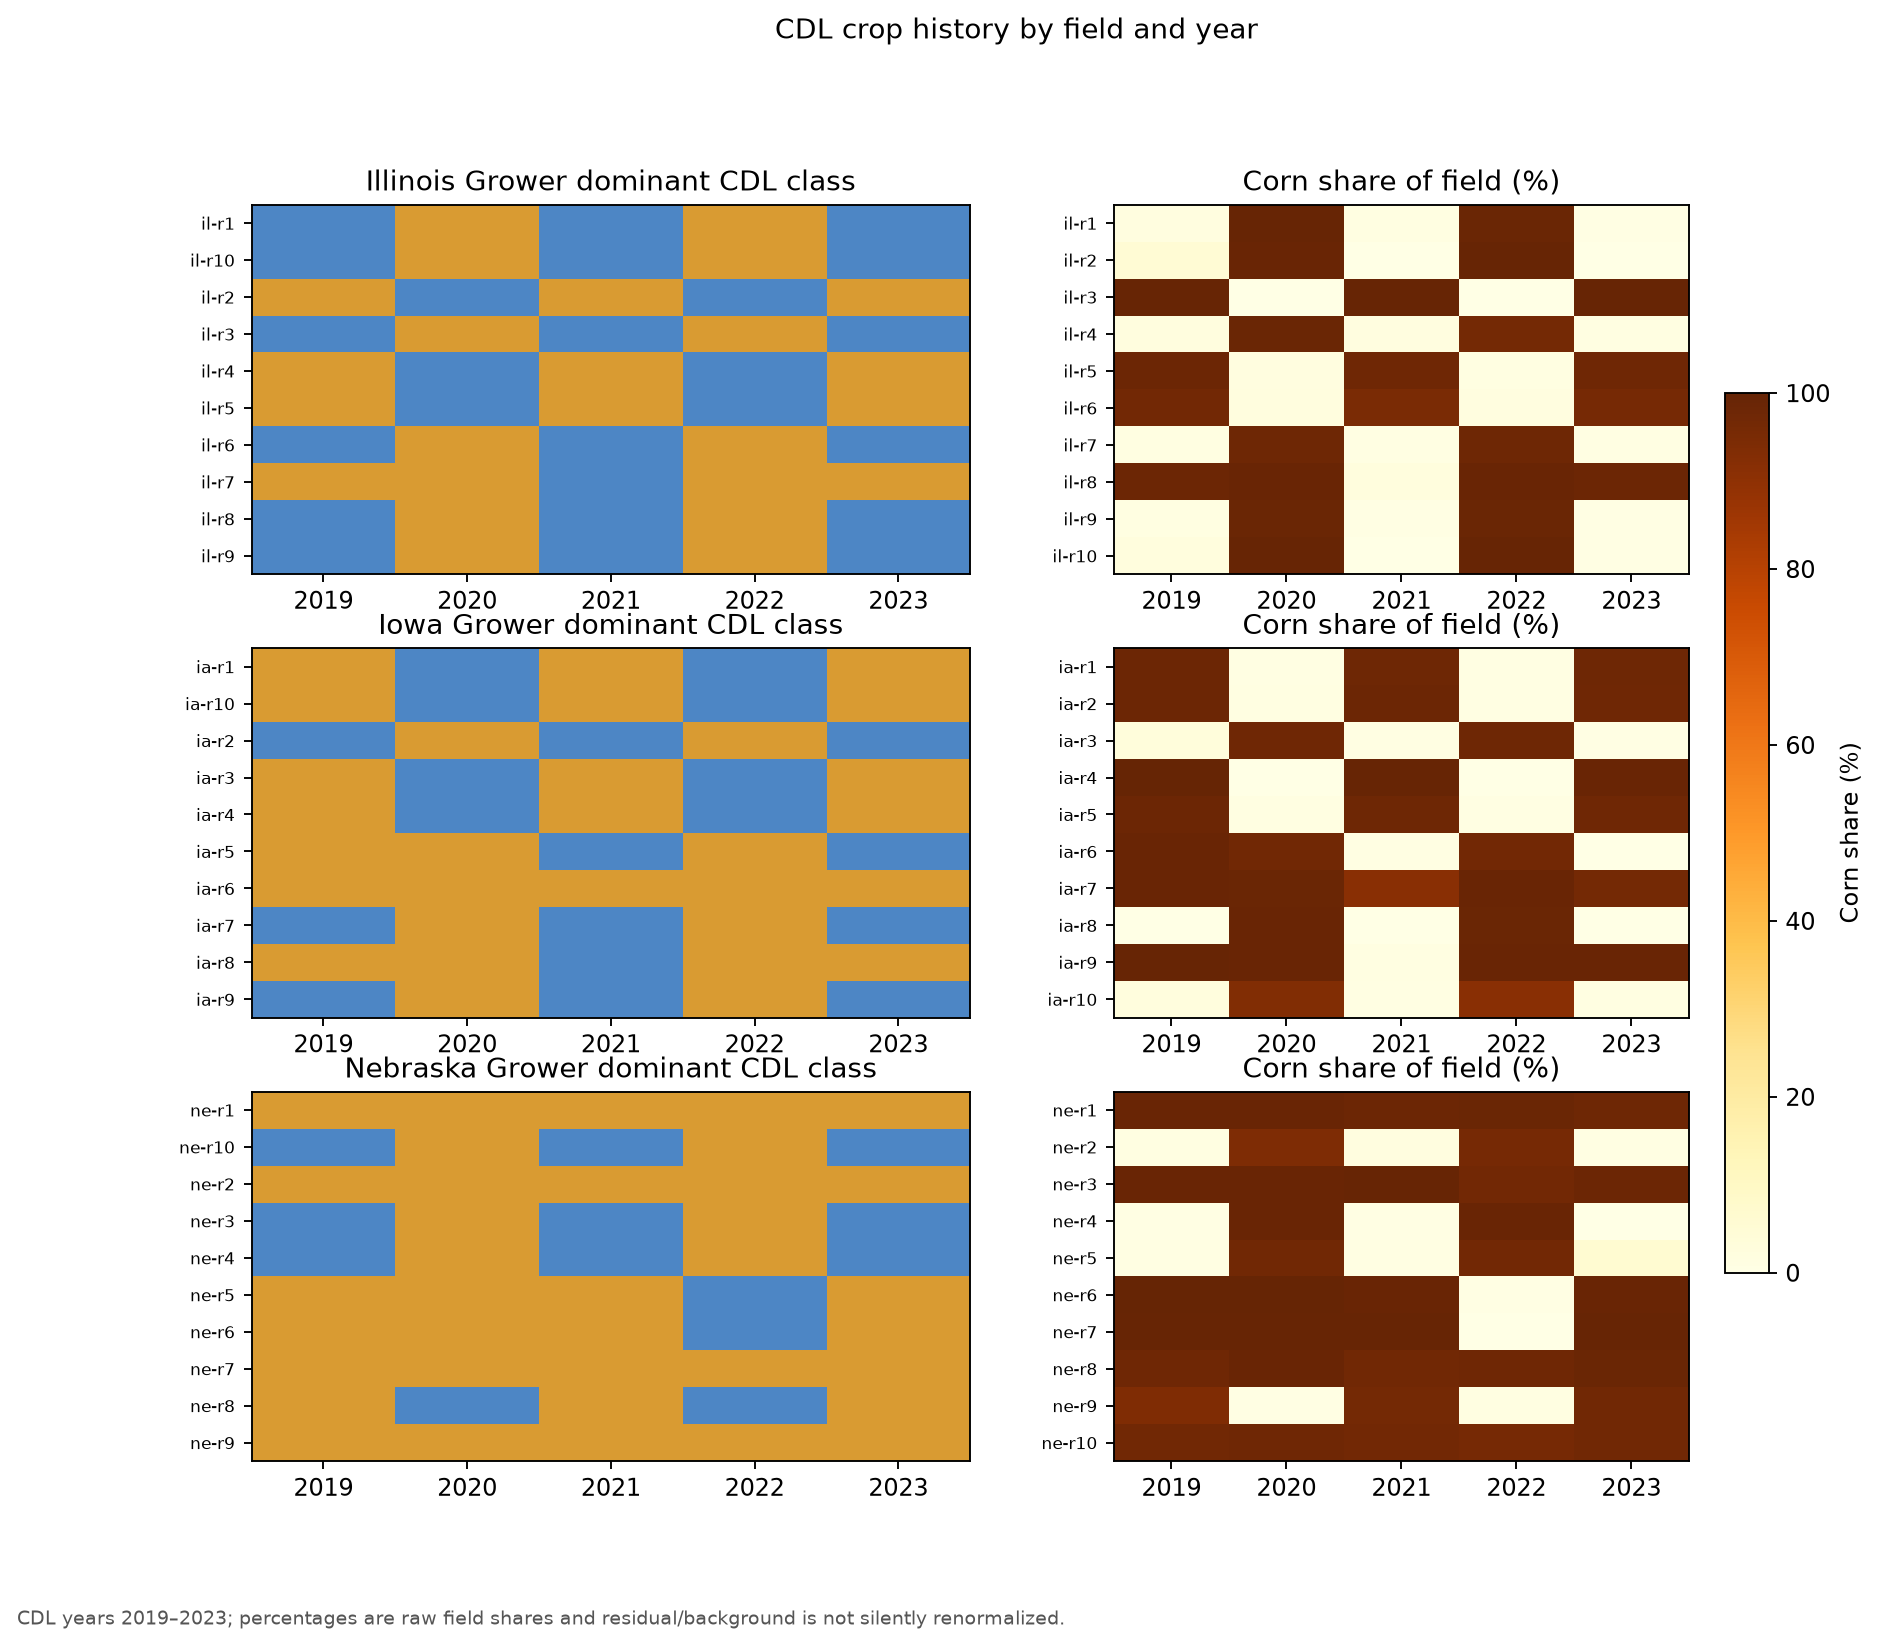 CDL crop history by field and year
Illinois Grower dominant CDL class
il-r1
il-r10
il-r2
il-r3
il-r4
il-r5
il-r6
il-r7
il-r8
il-r9
2019 2020 2021 2022 2023
Corn share of field (%)
il-r1
il-r2
il-r3
il-r4
il-r5
il-r6
il-r7
il-r8
il-r9
il-r10
2019 2020 2021 2022 2023
Iowa Grower dominant CDL class
ia-r1
ia-r10
ia-r2
ia-r3
ia-r4
ia-r5
ia-r6
ia-r7
ia-r8
ia-r9
2019 2020 2021 2022 2023
Corn share of field (%)
ia-r1
ia-r2
ia-r3
ia-r4
ia-r5
ia-r6
ia-r7
ia-r8
ia-r9
ia-r10
2019 2020 2021 2022 2023
Nebraska Grower dominant CDL class
ne-r1
ne-r10
ne-r2
ne-r3
ne-r4
ne-r5
ne-r6
ne-r7
ne-r8
ne-r9
2019 2020 2021 2022 2023
Corn share of field (%)
ne-r1
ne-r2
ne-r3
ne-r4
ne-r5
ne-r6
ne-r7
ne-r8
ne-r9
ne-r10
2019 2020 2021 2022 2023
100
80
60
40
20
0
Corn share (%)
CDL years 2019–2023; percentages are raw field shares and residual/background is not silently renormalized.